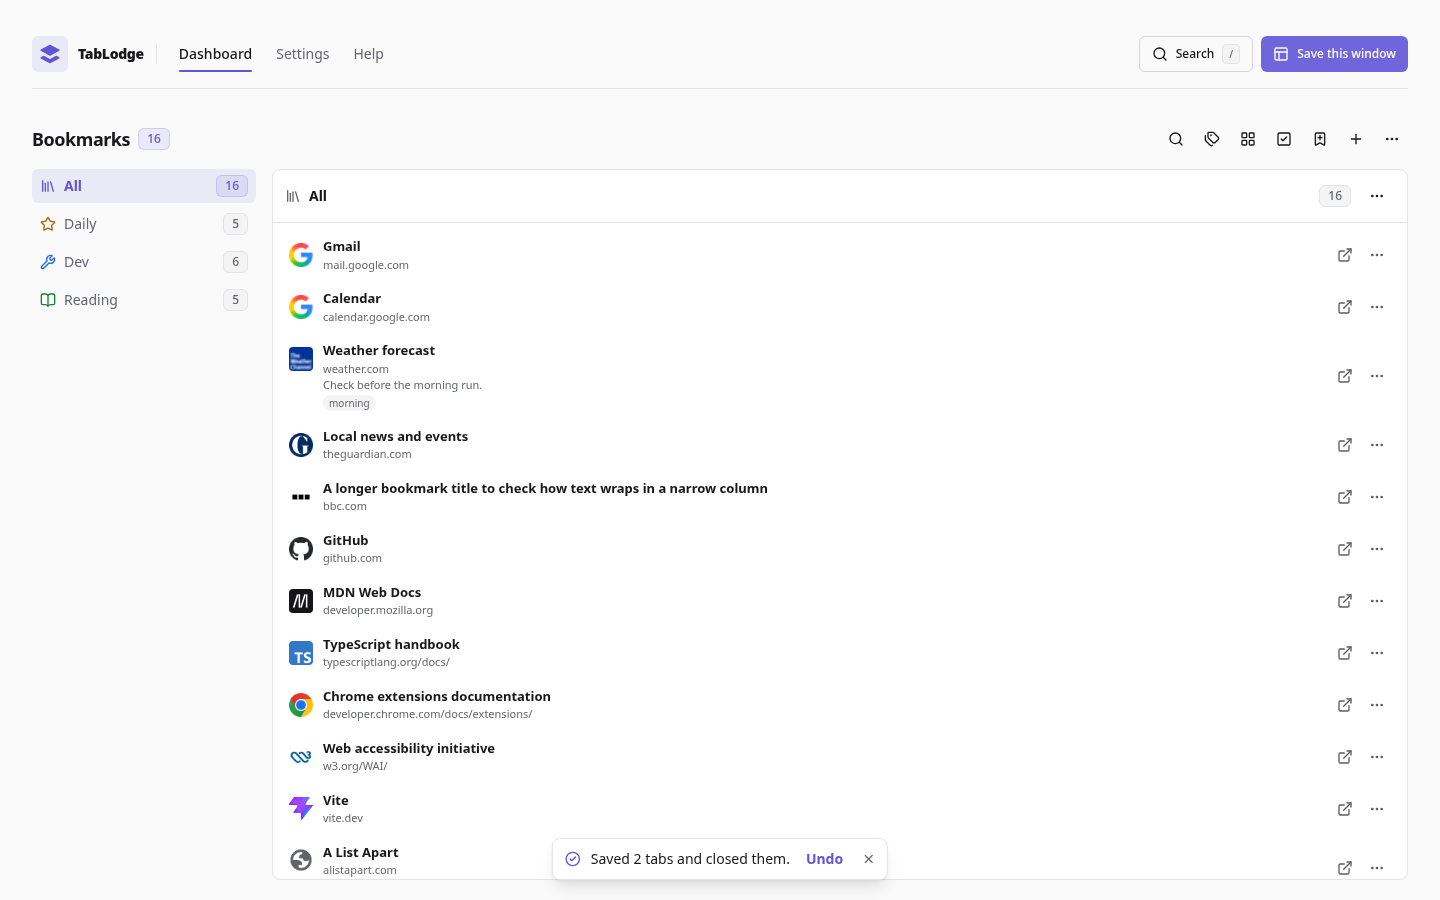 TabLodge
Dashboard
Settings
Help
Search /
Save this window
Bookmarks 16
All 16
Daily 5
Dev 6
Reading 5
All 16
Gmail
mail.google.com
Calendar
calendar.google.com
The
Weather
Channel
Weather forecast
weather.com
Check before the morning run.
morning
Local news and events
theguardian.com
A longer bookmark title to check how text wraps in a narrow column
bbc.com
GitHub
github.com
MDN Web Docs
developer.mozilla.org
TS
TypeScript handbook
typescriptlang.org/docs/
Chrome extensions documentation
developer.chrome.com/docs/extensions/
Web accessibility initiative
w3.org/WAI/
Vite
vite.dev
A List Apart
alistapart.com
Saved 2 tabs and closed them. Undo